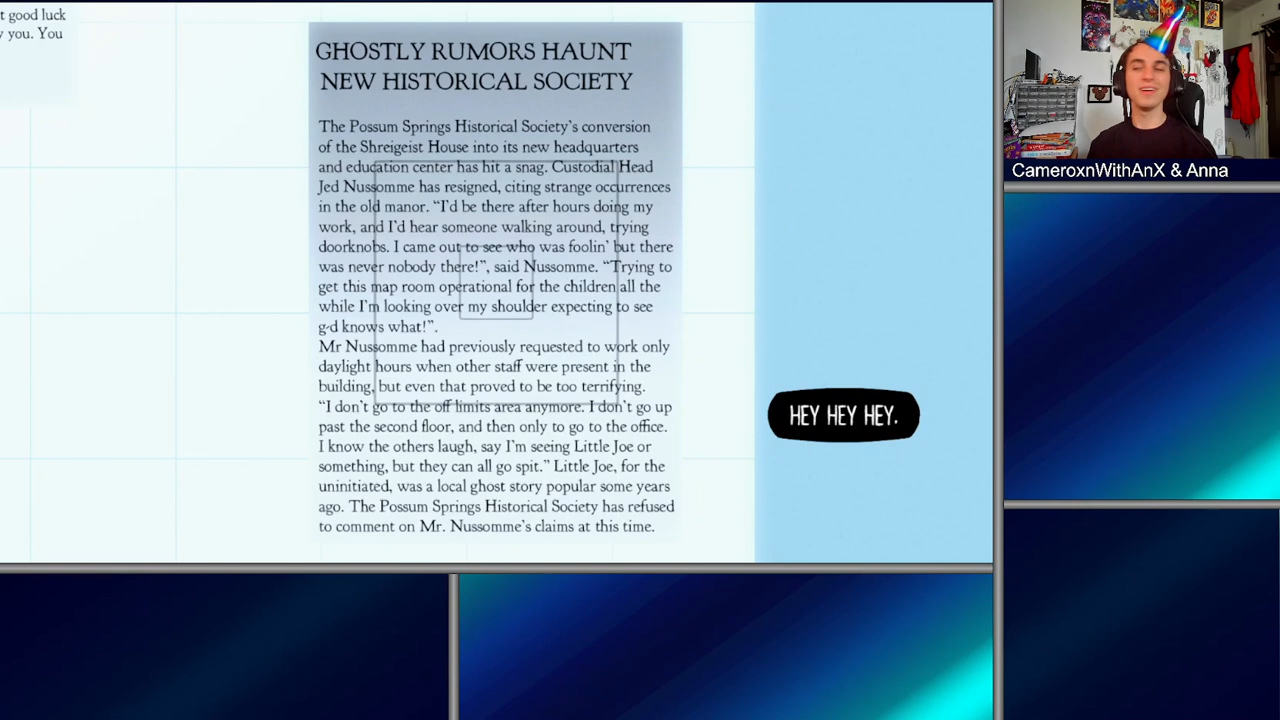 t good luck
y you. You
GHOSTLY RUMORS HAUNT
NEW HISTORICAL SOCIETY
The Possum Springs Historical Society's conversion
of the Shreigeist House into its new headquarters
and education center has hit a snag. Custodial Head
Jed Nussomme has resigned, citing strange occurrences
in the old manor. “I'd be there after hours doing my
work, and I'd hear someone walking around, trying
doorknobs. I came out to see who was foolin' but there
was never nobody there!”, said Nussomme. “Trying to
get this map room operational for the children all the
while I'm looking over my shoulder expecting to see
g-d knows what!”.
Mr Nussomme had previously requested to work only
daylight hours when other staff were present in the
building, but even that proved to be too terrifying.
“I don't go to the off limits area anymore. I don't go up
past the second floor, and then only to go to the office.
I know the others laugh, say I'm seeing Little Joe or
something, but they can all go spit.” Little Joe, for the
uninitiated, was a local ghost story popular some years
ago. The Possum Springs Historical Society has refused
to comment on Mr. Nussomme's claims at this time.
HEY HEY HEY.
CameroxnWithAnX & Anna